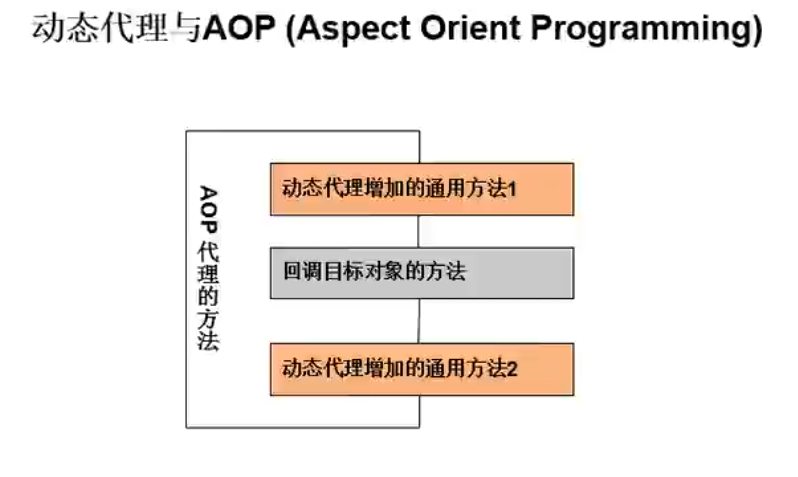 动态代理与AOP (Aspect Orient Programming)
AOP代理的方法
动态代理增加的通用方法1
回调目标对象的方法
动态代理增加的通用方法2